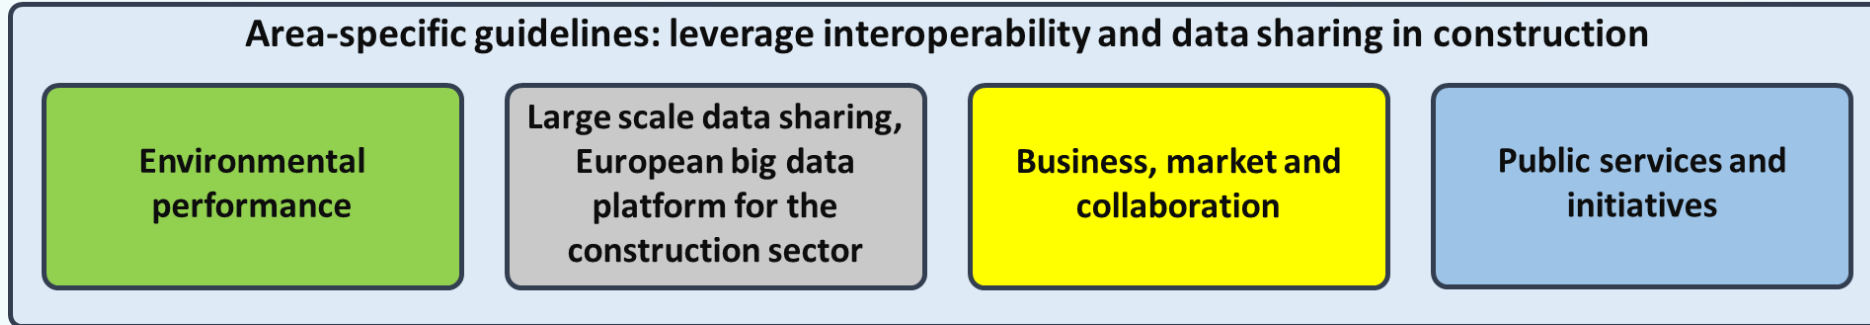 Area-specific guidelines: leverage interoperability and data sharing in construction
Environmental
performance
Large scale data sharing,
European big data
platform for the
construction sector
Business, market and
collaboration
Public services and
initiatives